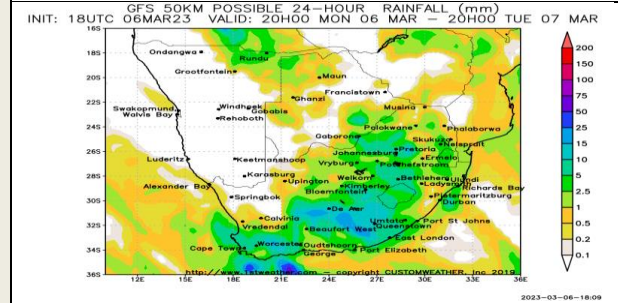 GFS 50KM POSSIBLE 24-HOUR RAINFALL (mm)
INIT: 18UTC 06MAR23 VALID: 20H00 MON 06 MAR – 20H00 TUE 07 MAR
16S
Ondangwa
Rundu
18S
200
Grootfontein
Maun
150
20S
Francistown
100
Ghanzi
22S
Windhoek
Gobabis
Musina
75
Swakopmund
Walvis Bay
Rehoboth
50
24S
Polokwane
Phalaborwa
25
Gaborone
Skukuza
Nelspruit
15
26S
Johannesburg
Pretoria
Ermelo
10
Luderitz
Keetmanshoop
Vryburg
Potchefstroom
28S
Karasburg
Welkom
Bethlehem
Ulundi
5
Alexander Bay
Upington
Kimberley
Ladysmith
Richards Bay
2.5
Bloemfontein
Pietermaritzburg
30S
Springbok
Durban
1
De Aar
Calvinia
Umtata
Port St Johns
0.5
32S
Vredendal
Beaufort West
Queenstown
0.2
East London
34S
Cape Town
Worcester
Oudtshoorn
George
Port Elizabeth
0.1
http://www.1stweather.com – copyright CUSTOMWEATHER, Inc 2019
36S
12E 15E 18E 21E 24E 27E 30E 33E 36E
2023-03-06-18:09